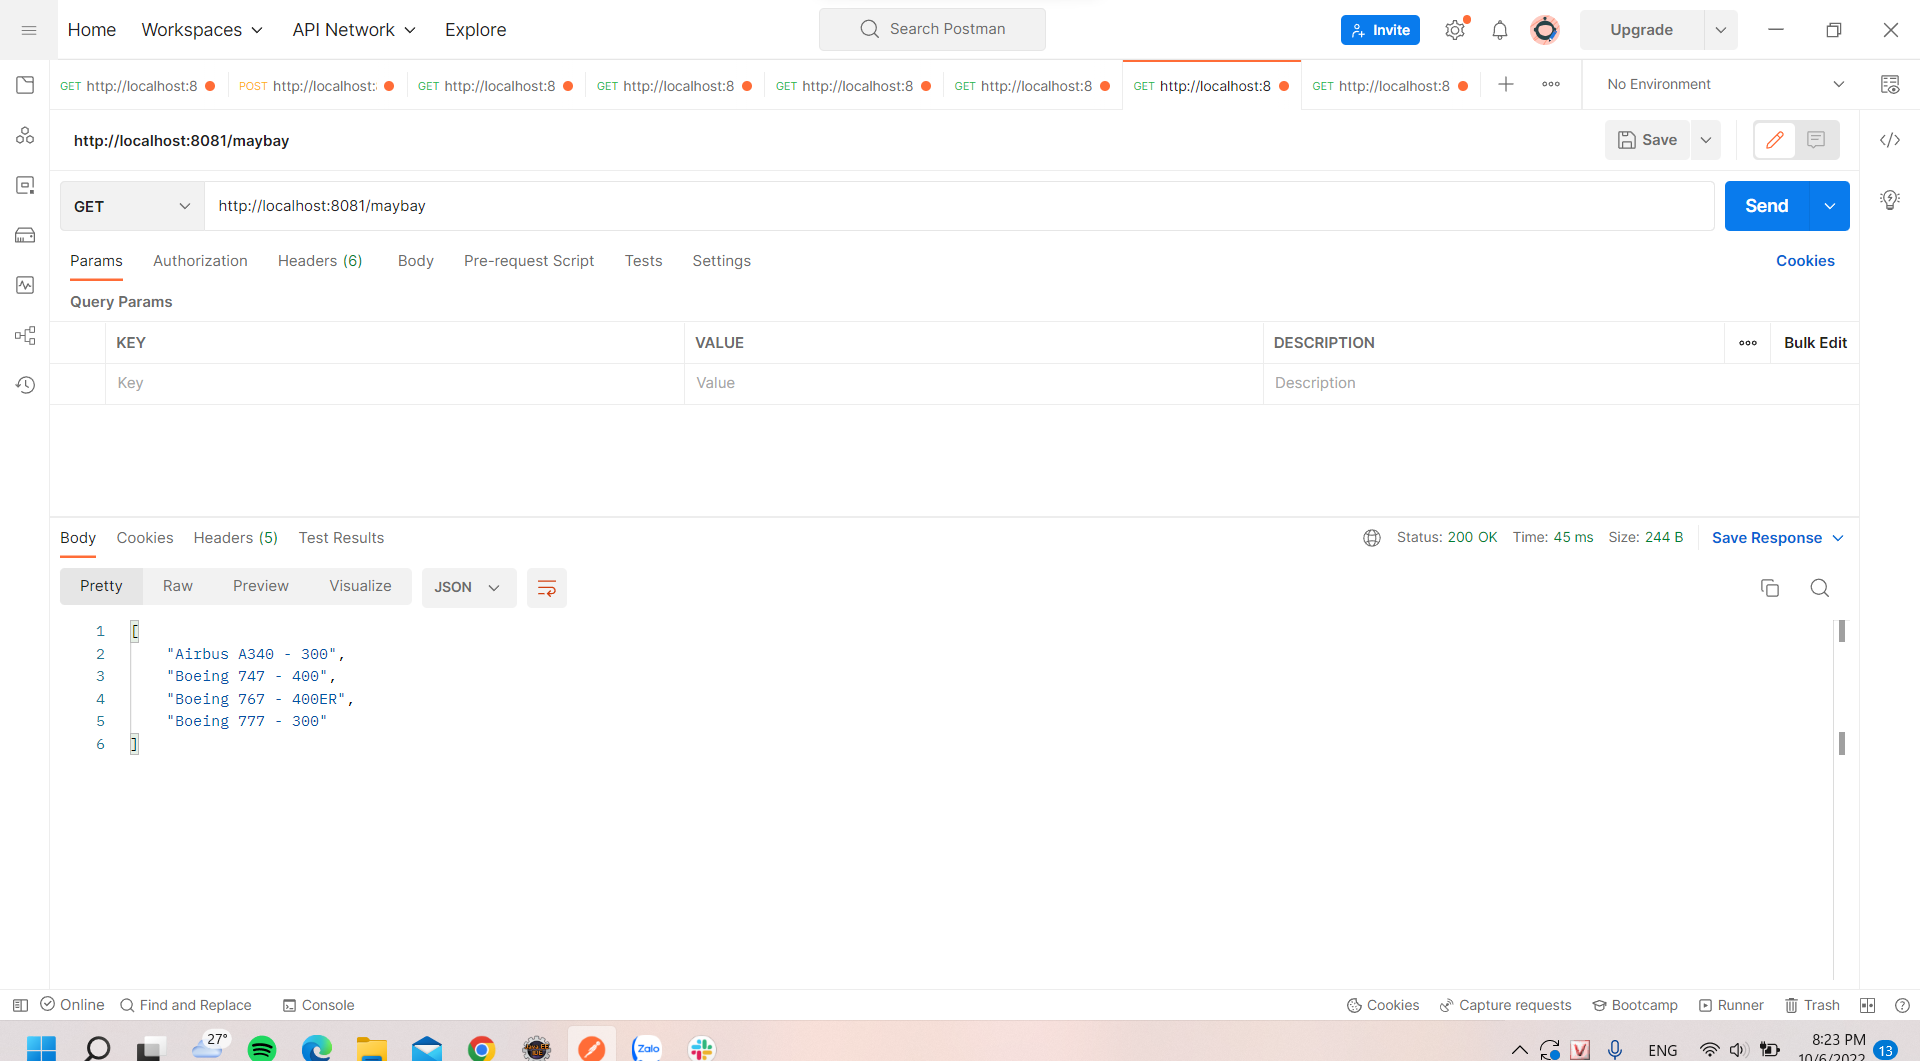 Home Workspaces API Network Explore Search Postman Invite Upgrade
GET http://localhost:8 POST http://localhost: GET http://localhost:8 GET http://localhost:8 GET http://localhost:8 GET http://localhost:8 GET http://localhost:8 GET http://localhost:8 No Environment
http://localhost:8081/maybay Save
GET http://localhost:8081/maybay Send
Params Authorization Headers (6) Body Pre-request Script Tests Settings Cookies
Query Params
KEY VALUE DESCRIPTION Bulk Edit
Key Value Description
Body Cookies Headers (5) Test Results Status: 200 OK Time: 45 ms Size: 244 B Save Response
Pretty Raw Preview Visualize JSON
1 [
2 "Airbus A340 - 300",
3 "Boeing 747 - 400",
4 "Boeing 767 - 400ER",
5 "Boeing 777 - 300"
6 ]
Online Find and Replace Console Cookies Capture requests Bootcamp Runner Trash
27° Zalo V ENG 8:23 PM
10/6/2022 13